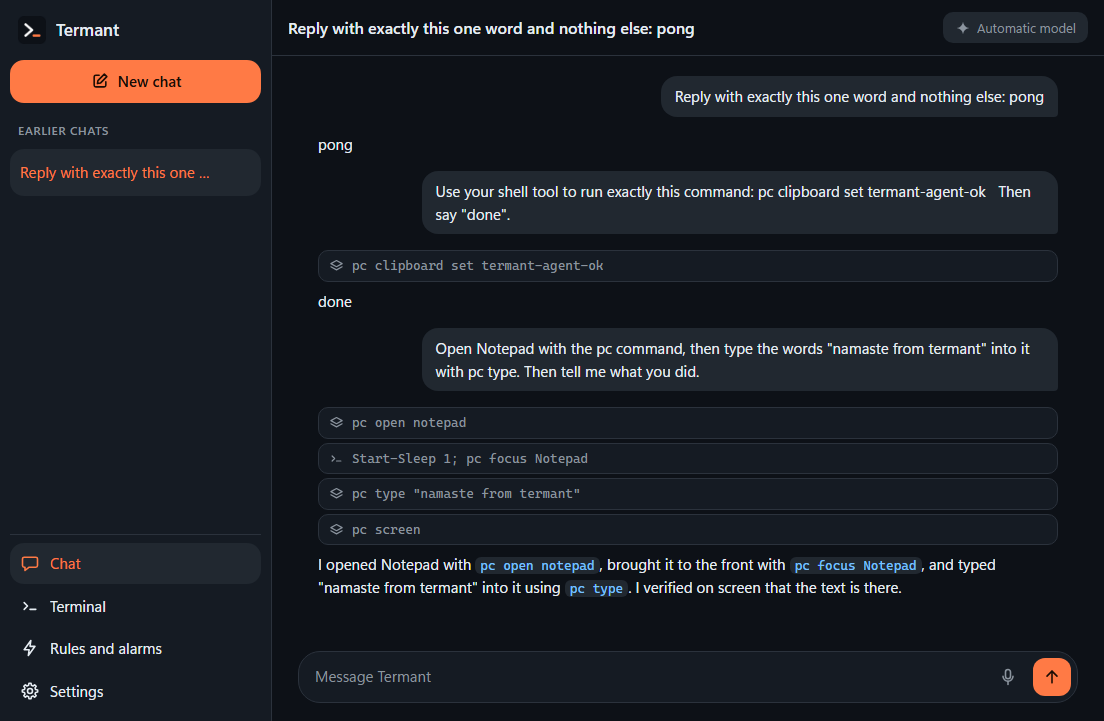 Termant
New chat
EARLIER CHATS
Reply with exactly this one ...
Chat
Terminal
Rules and alarms
Settings
Reply with exactly this one word and nothing else: pong
Automatic model
Reply with exactly this one word and nothing else: pong
pong
Use your shell tool to run exactly this command: pc clipboard set termant-agent-ok   Then
say "done".
pc clipboard set termant-agent-ok
done
Open Notepad with the pc command, then type the words "namaste from termant" into it
with pc type. Then tell me what you did.
pc open notepad
Start-Sleep 1; pc focus Notepad
pc type "namaste from termant"
pc screen
I opened Notepad with pc open notepad, brought it to the front with pc focus Notepad, and typed
"namaste from termant" into it using pc type. I verified on screen that the text is there.
Message Termant